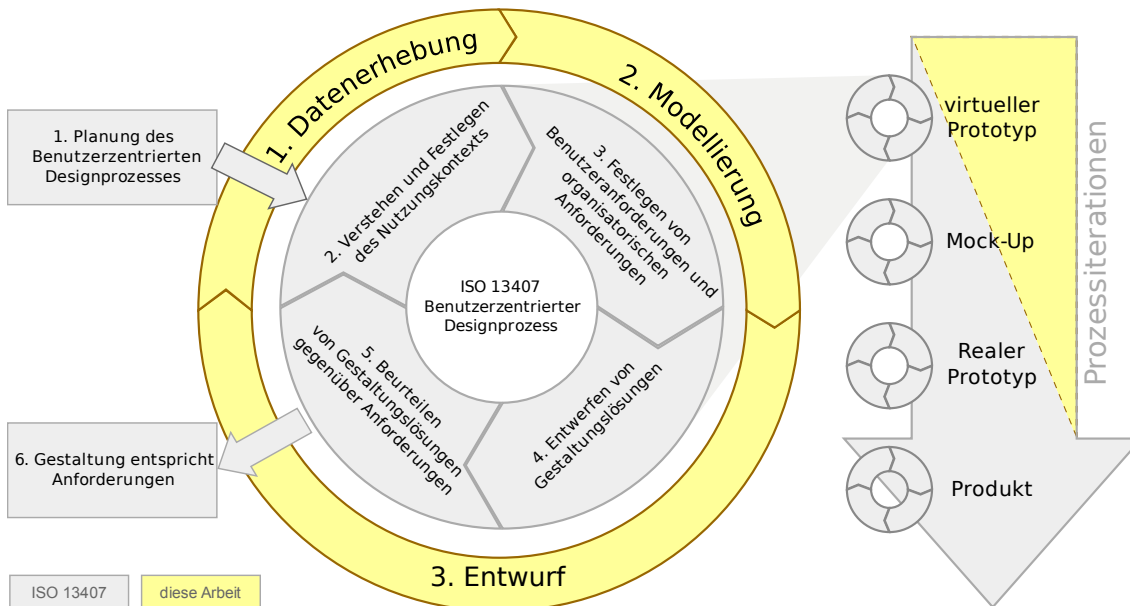 1. Datenerhebung
2. Modellierung
3. Entwurf
1. Planung des
Benutzerzentrierten
Designprozesses
2. Verstehen und Festlegen
des Nutzungskontexts
3. Festlegen von
Benutzeranforderungen und
organisatorischen
Anforderungen
ISO 13407
Benutzerzentrierter
Designprozess
4. Entwerfen von
Gestaltungslösungen
5. Beurteilen
von Gestaltungslösungen
gegenüber Anforderungen
6. Gestaltung entspricht
Anforderungen
virtueller
Prototyp
Mock-Up
Realer
Prototyp
Produkt
Prozessiterationen
ISO 13407
diese Arbeit